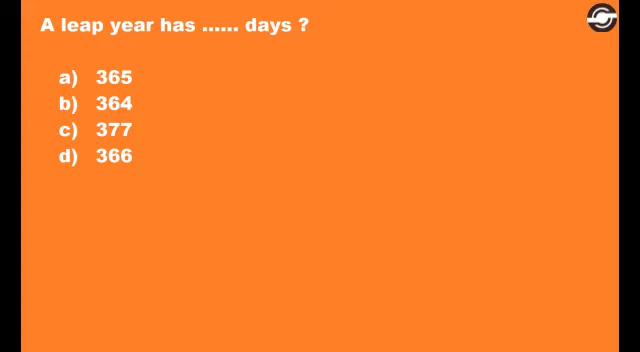 A leap year has ...... days ?
a) 365
b) 364
c) 377
d) 366